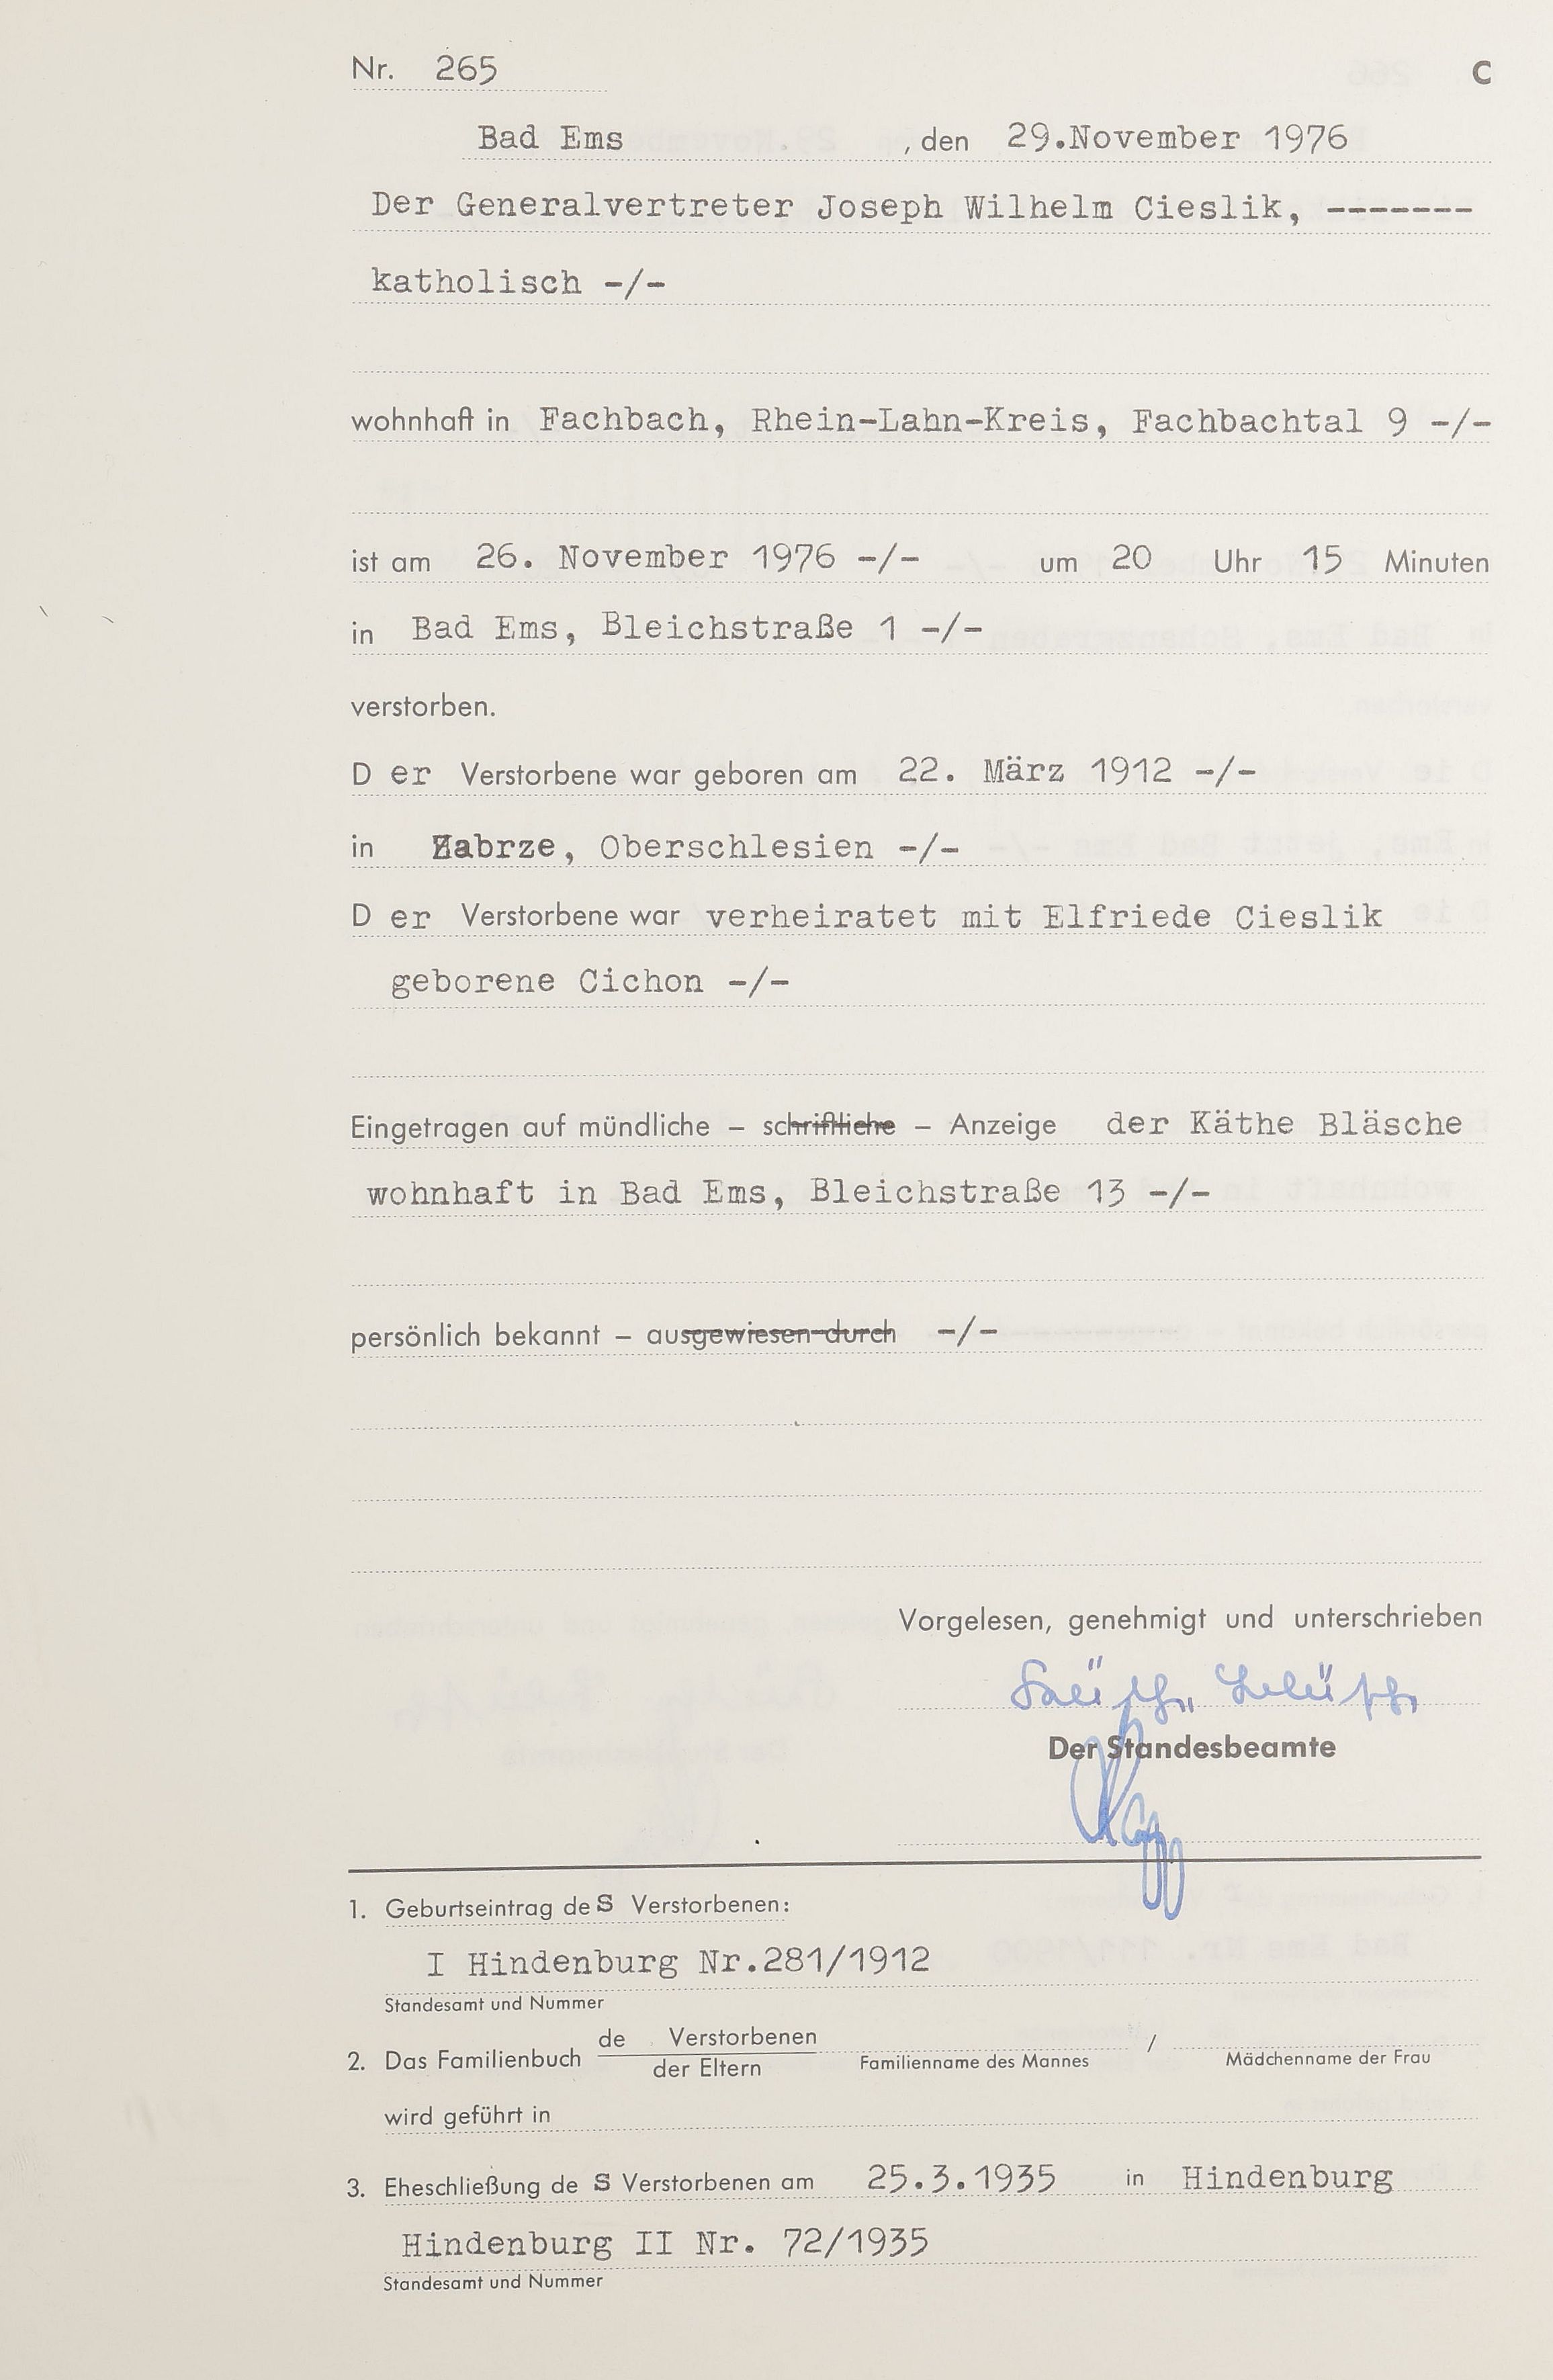 Nr. 265 C
Bad Ems , den 29.November 1976
Der Generalvertreter Joseph Wilhelm Cieslik, -------
katholisch -/-
wohnhaft in Fachbach, Rhein-Lahn-Kreis, Fachbachtal 9 -/-
ist am 26. November 1976 -/- um 20 Uhr 15 Minuten
in Bad Ems, Bleichstraße 1 -/-
verstorben.
D er Verstorbene war geboren am 22. März 1912 -/-
in Zabrze, Oberschlesien -/-
D er Verstorbene war verheiratet mit Elfriede Cieslik
geborene Cichon -/-
Eingetragen auf mündliche – schriftliche – Anzeige der Käthe Bläsche
wohnhaft in Bad Ems, Bleichstraße 13 -/-
persönlich bekannt – ausgewiesen durch -/-
Vorgelesen, genehmigt und unterschrieben
Der Standesbeamte
1. Geburtseintrag des Verstorbenen:
I Hindenburg Nr.281/1912
Standesamt und Nummer
de Verstorbenen /
2. Das Familienbuch der Eltern Familienname des Mannes Mädchenname der Frau
wird geführt in
3. Eheschließung de s Verstorbenen am 25.3.1935 in Hindenburg
Hindenburg II Nr. 72/1935
Standesamt und Nummer